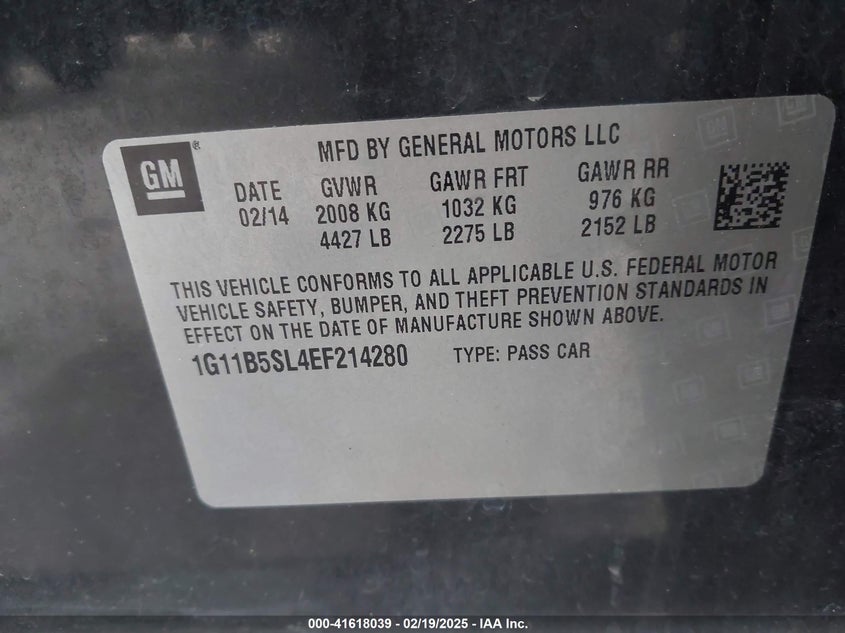 GM ®
MFD BY GENERAL MOTORS LLC
DATE GVWR GAWR FRT GAWR RR
02/14 2008 KG 1032 KG 976 KG
4427 LB 2275 LB 2152 LB
THIS VEHICLE CONFORMS TO ALL APPLICABLE U.S. FEDERAL MOTOR
VEHICLE SAFETY, BUMPER, AND THEFT PREVENTION STANDARDS IN
EFFECT ON THE DATE OF MANUFACTURE SHOWN ABOVE.
1G11B5SL4EF214280 TYPE: PASS CAR
000-41618039 - 02/19/2025 - IAA Inc.